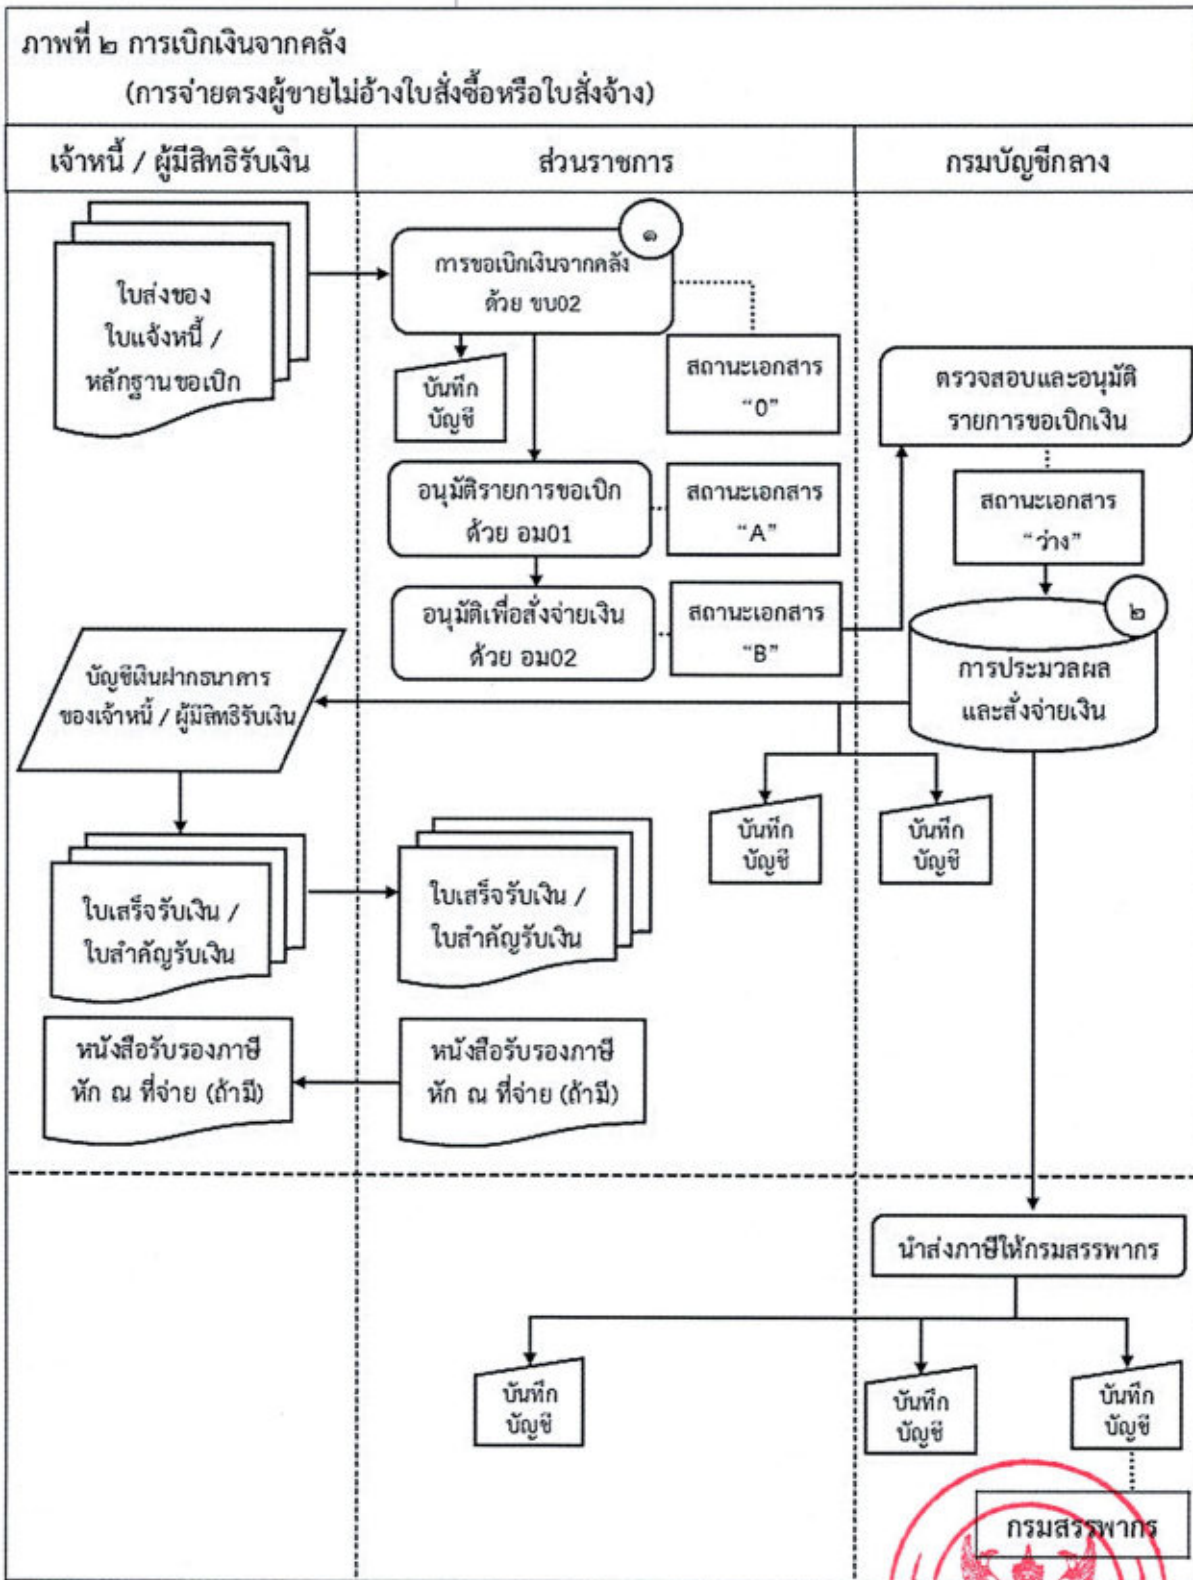 ภาพที่ ๒ การเบิกเงินจากคลัง
(การจ่ายตรงผู้ขายไม่อ้างใบสั่งซื้อหรือใบสั่งจ้าง)
เจ้าหนี้ / ผู้มีสิทธิรับเงิน
ส่วนราชการ
กรมบัญชีกลาง
ใบส่งของ
ใบแจ้งหนี้ /
หลักฐานขอเบิก
๑
การขอเบิกเงินจากคลัง
ด้วย ขบ02
บันทึก
บัญชี
สถานะเอกสาร
"0"
ตรวจสอบและอนุมัติ
รายการขอเบิกเงิน
อนุมัติรายการขอเบิก
ด้วย อม01
สถานะเอกสาร
"A"
สถานะเอกสาร
"ว่าง"
อนุมัติเพื่อสั่งจ่ายเงิน
ด้วย อม02
สถานะเอกสาร
"B"
๒
การประมวลผล
และสั่งจ่ายเงิน
บัญชีเงินฝากธนาคาร
ของเจ้าหนี้ / ผู้มีสิทธิรับเงิน
บันทึก
บัญชี
บันทึก
บัญชี
ใบเสร็จรับเงิน /
ใบสำคัญรับเงิน
ใบเสร็จรับเงิน /
ใบสำคัญรับเงิน
หนังสือรับรองภาษี
หัก ณ ที่จ่าย (ถ้ามี)
หนังสือรับรองภาษี
หัก ณ ที่จ่าย (ถ้ามี)
นำส่งภาษีให้กรมสรรพากร
บันทึก
บัญชี
บันทึก
บัญชี
บันทึก
บัญชี
กรมสรรพากร